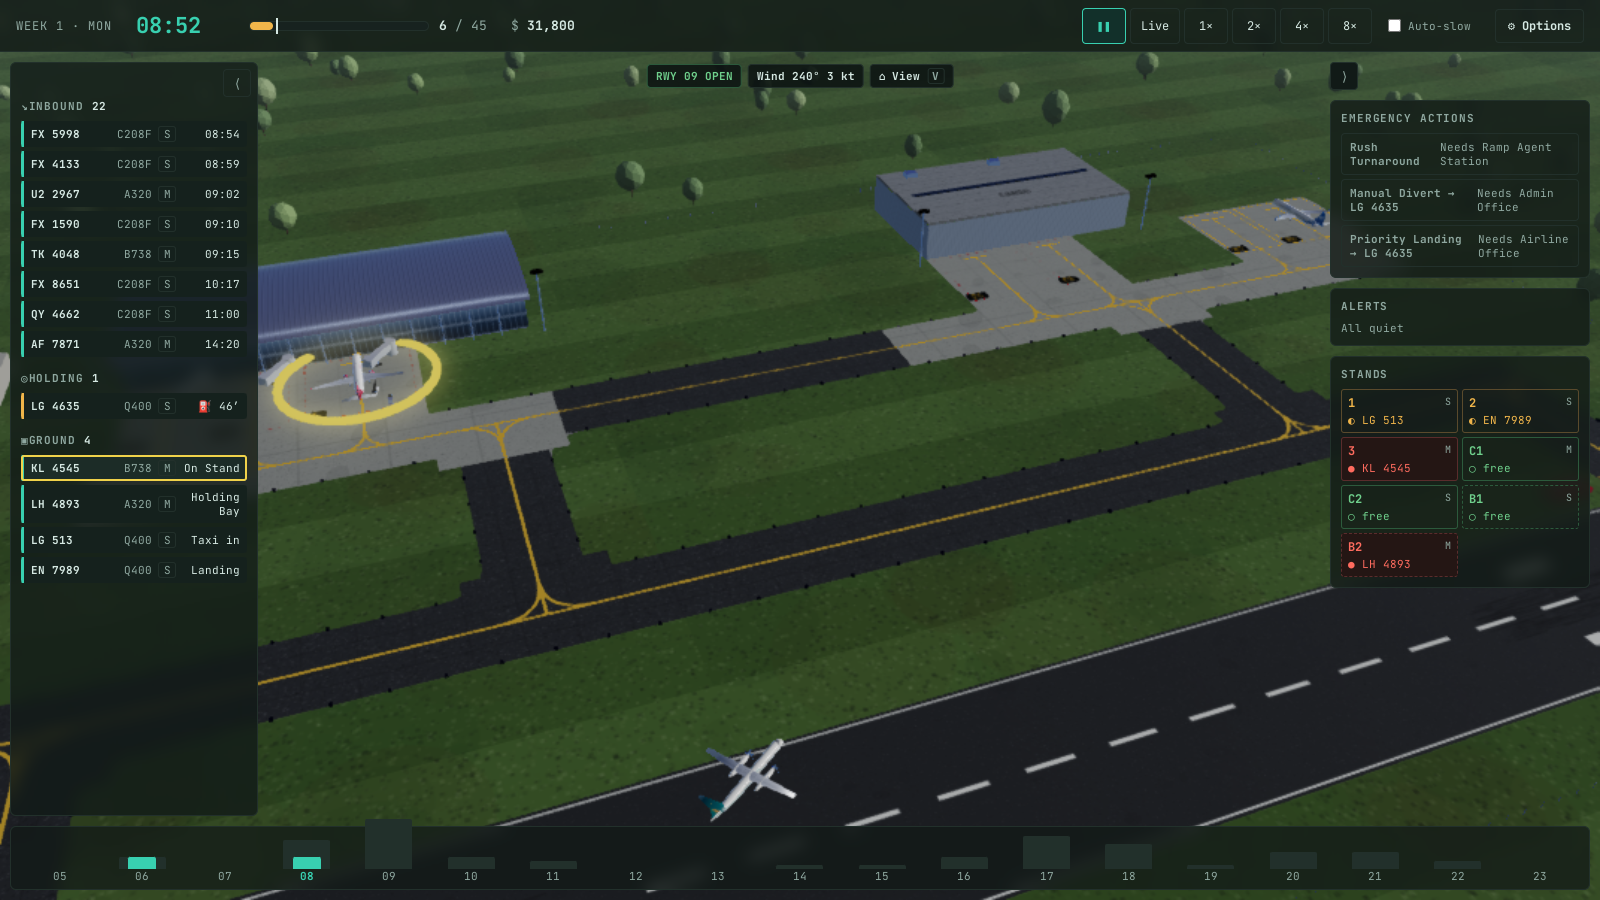 WEEK 1 · MON 08:52 6 / 45 $ 31,800 Live 1× 2× 4× 8× Auto-slow ⚙ Options
RWY 09 OPEN Wind 240° 3 kt ⌂ View V
⟨
↘INBOUND 22
FX 5998 C208F S 08:54
FX 4133 C208F S 08:59
U2 2967 A320 M 09:02
FX 1590 C208F S 09:10
TK 4048 B738 M 09:15
FX 8651 C208F S 10:17
QY 4662 C208F S 11:00
AF 7871 A320 M 14:20
◎HOLDING 1
LG 4635 Q400 S ⛽ 46′
▣GROUND 4
KL 4545 B738 M On Stand
LH 4893 A320 M Holding
Bay
LG 513 Q400 S Taxi in
EN 7989 Q400 S Landing
⟩
EMERGENCY ACTIONS
Rush Needs Ramp Agent
Turnaround Station
Manual Divert → Needs Admin
LG 4635 Office
Priority Landing Needs Airline
→ LG 4635 Office
ALERTS
All quiet
STANDS
1 S
◐ LG 513
2 S
◐ EN 7989
3 M
● KL 4545
C1 M
○ free
C2 S
○ free
B1 S
○ free
B2 M
● LH 4893
05 06 07 08 09 10 11 12 13 14 15 16 17 18 19 20 21 22 23